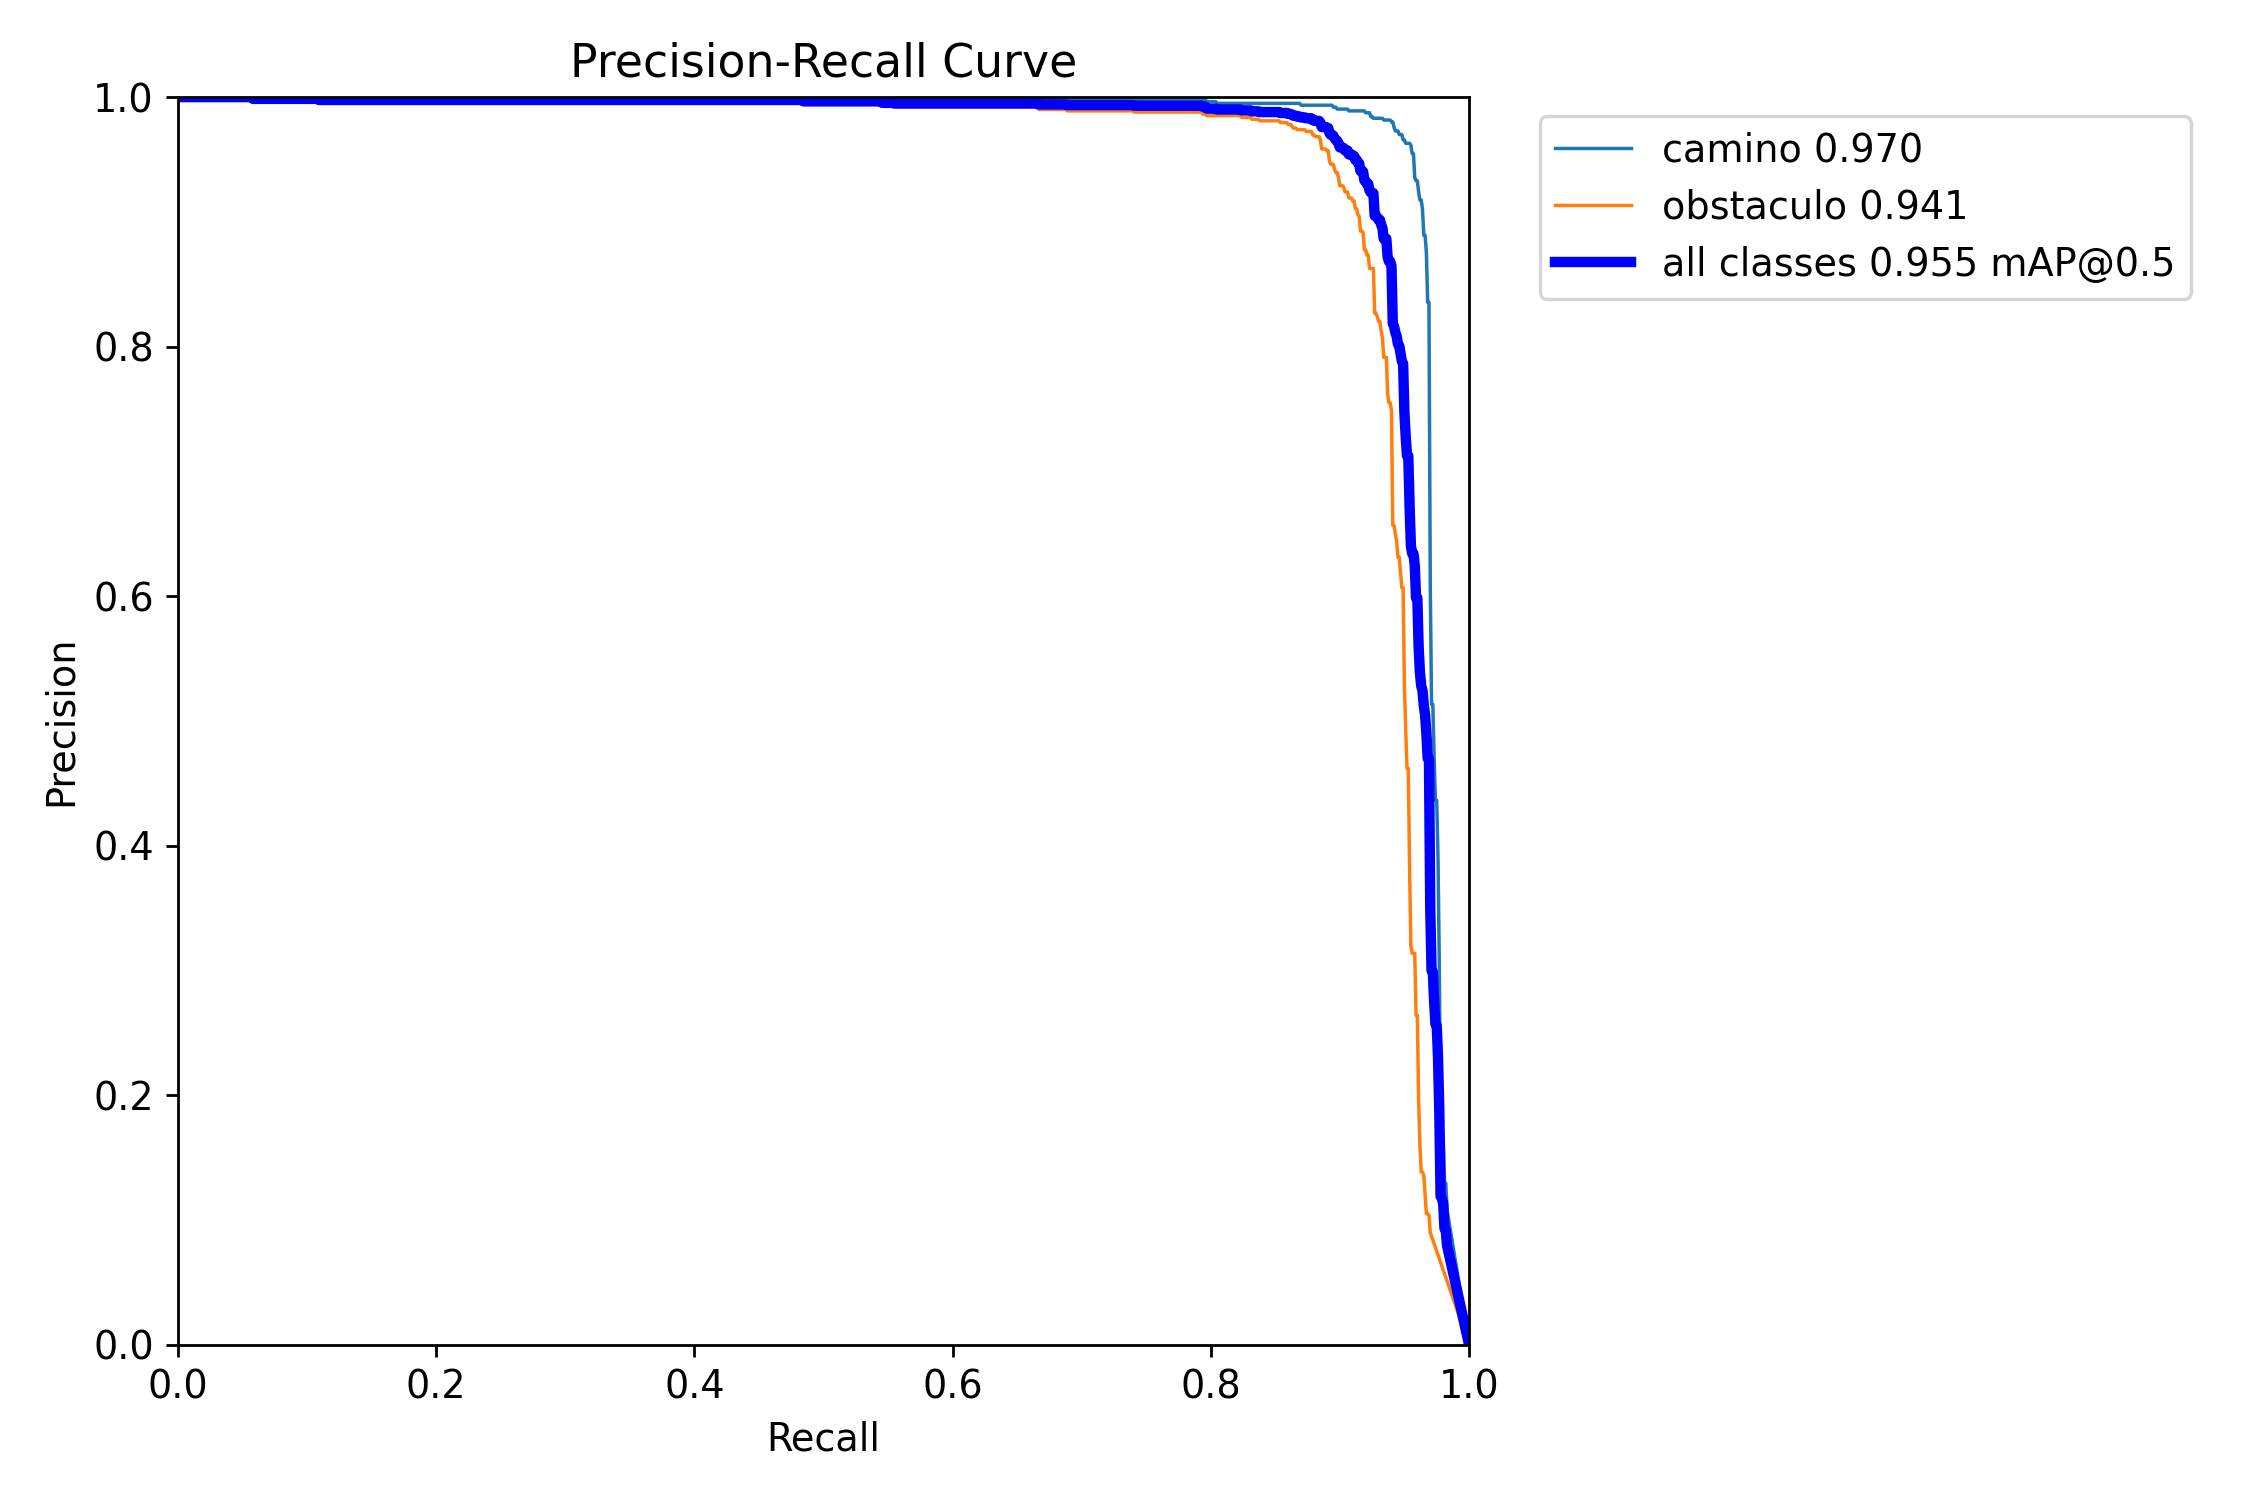 Precision-Recall Curve
1.0
0.8
0.6
0.4
0.2
0.0
Precision
0.0 0.2 0.4 0.6 0.8 1.0
Recall
camino 0.970
obstaculo 0.941
all classes 0.955 mAP@0.5